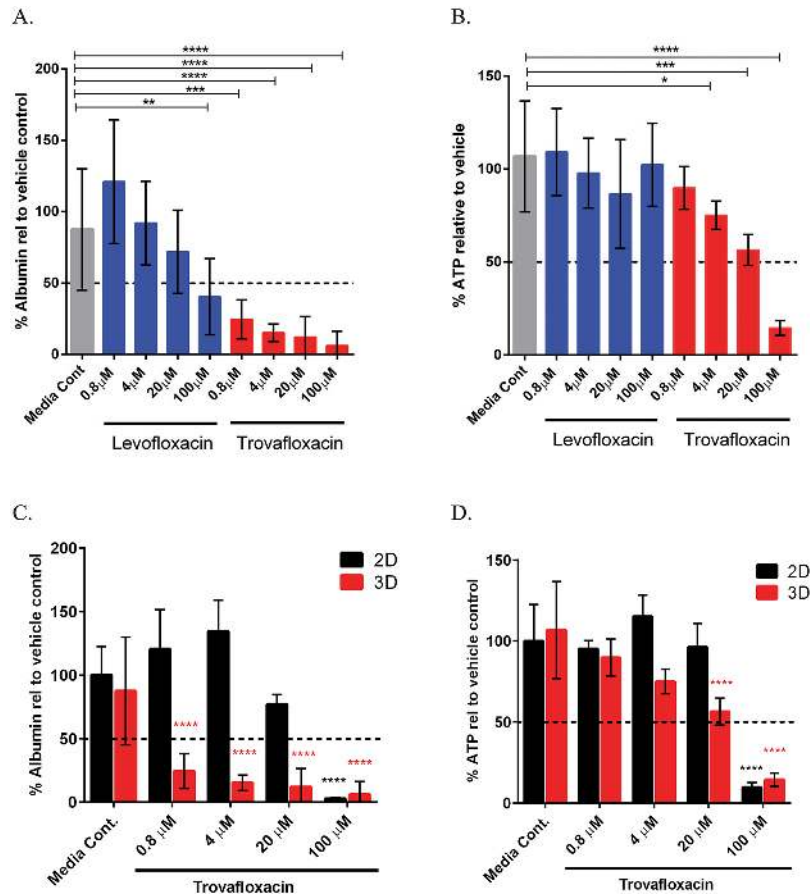 A.
****
****
****
***
**
% Albumin rel to vehicle control
200
150
100
50
0
Media Cont
0.8μM
4μM
20μM
100μM
0.8μM
4μM
20μM
100μM
Levofloxacin
Trovafloxacin
B.
****
***
*
% ATP relative to vehicle
150
100
50
0
Media Cont
0.8μM
4μM
20μM
100μM
0.8μM
4μM
20μM
100μM
Levofloxacin
Trovafloxacin
C.
2D
3D
% Albumin rel to vehicle control
200
150
100
50
0
****
****
****
****
****
Media Cont.
0.8 μM
4 μM
20 μM
100 μM
Trovafloxacin
D.
2D
3D
% ATP rel to vehicle control
150
100
50
0
****
****
****
Media Cont.
0.8 μM
4 μM
20 μM
100 μM
Trovafloxacin